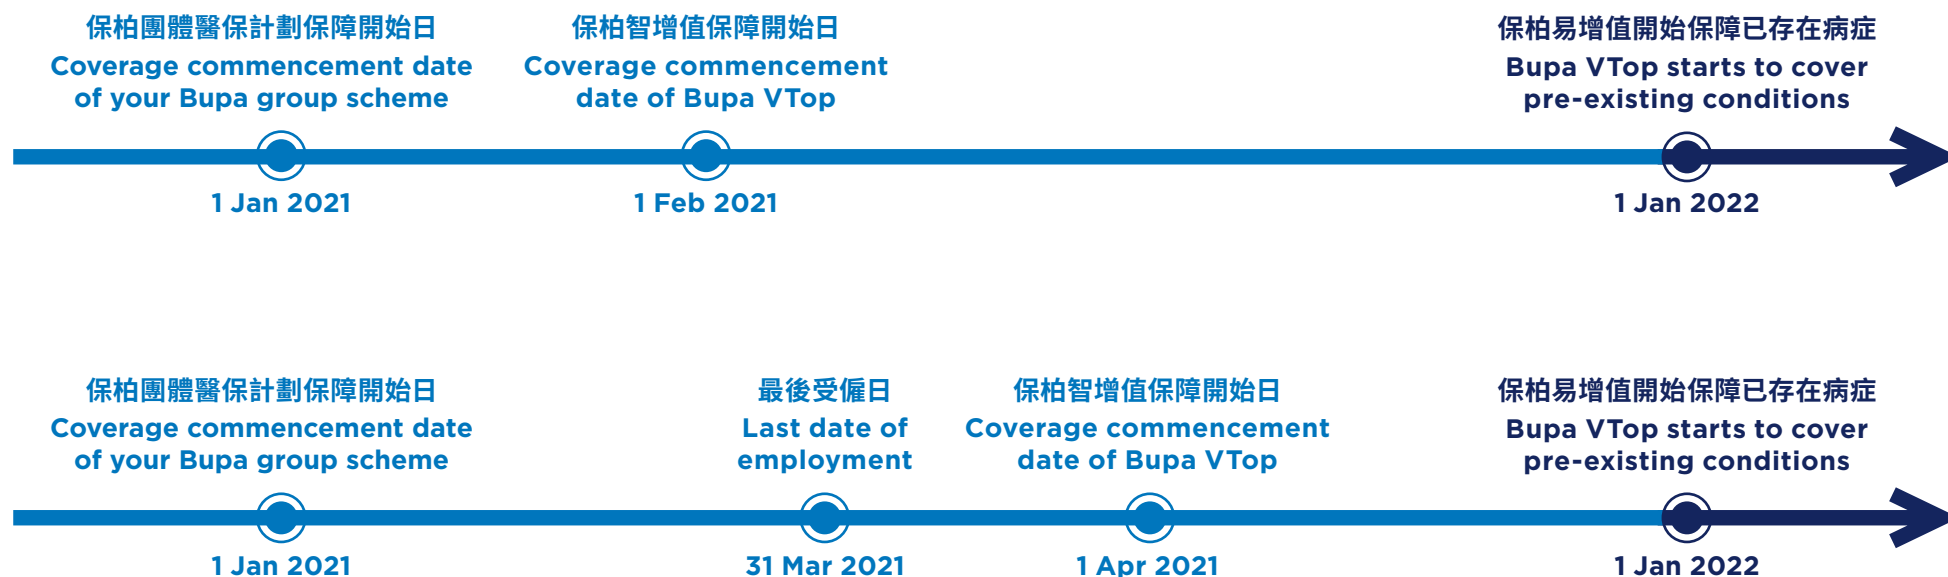 保柏團體醫保計劃保障開始日
Coverage commencement date
of your Bupa group scheme
1 Jan 2021
保柏智增值保障開始日
Coverage commencement
date of Bupa VTop
1 Feb 2021
保柏易增值開始保障已存在病症
Bupa VTop starts to cover
pre-existing conditions
1 Jan 2022
保柏團體醫保計劃保障開始日
Coverage commencement date
of your Bupa group scheme
1 Jan 2021
最後受僱日
Last date of
employment
31 Mar 2021
保柏智增值保障開始日
Coverage commencement
date of Bupa VTop
1 Apr 2021
保柏易增值開始保障已存在病症
Bupa VTop starts to cover
pre-existing conditions
1 Jan 2022